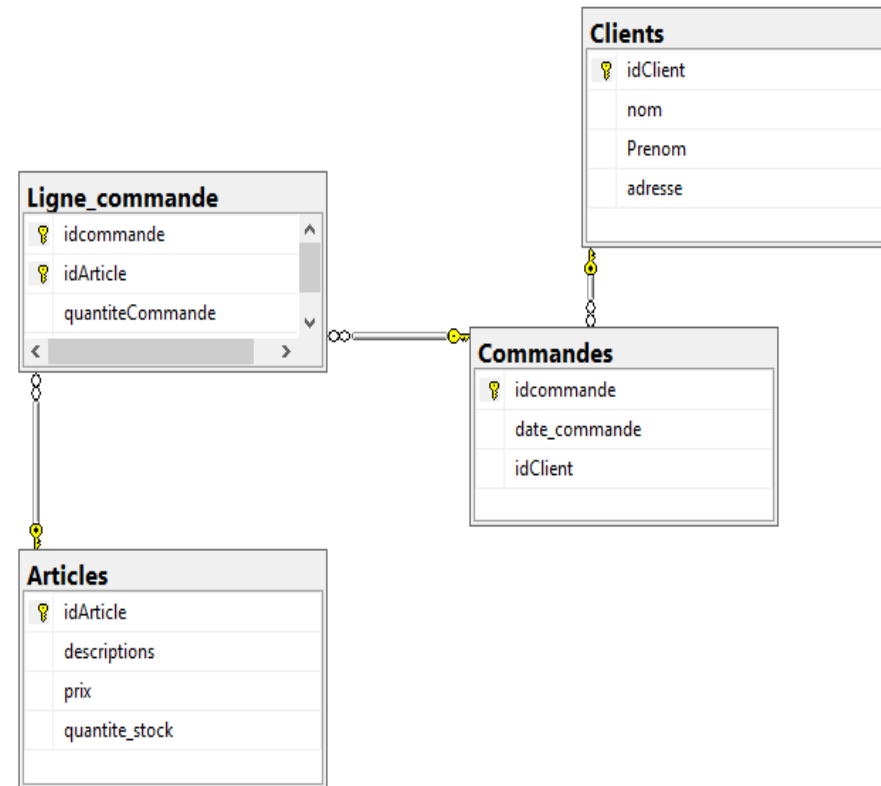 Clients
idClient
nom
Prenom
adresse
Ligne_commande
idcommande
idArticle
quantiteCommande
Commandes
idcommande
date_commande
idClient
Articles
idArticle
descriptions
prix
quantite_stock